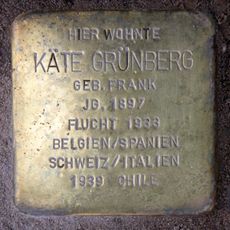 HIER WOHNTE
KÄTE GRÜNBERG
GEB. FRANK
JG. 1897
FLUCHT 1933
BELGIEN/SPANIEN
SCHWEIZ/ITALIEN
1939 CHILE